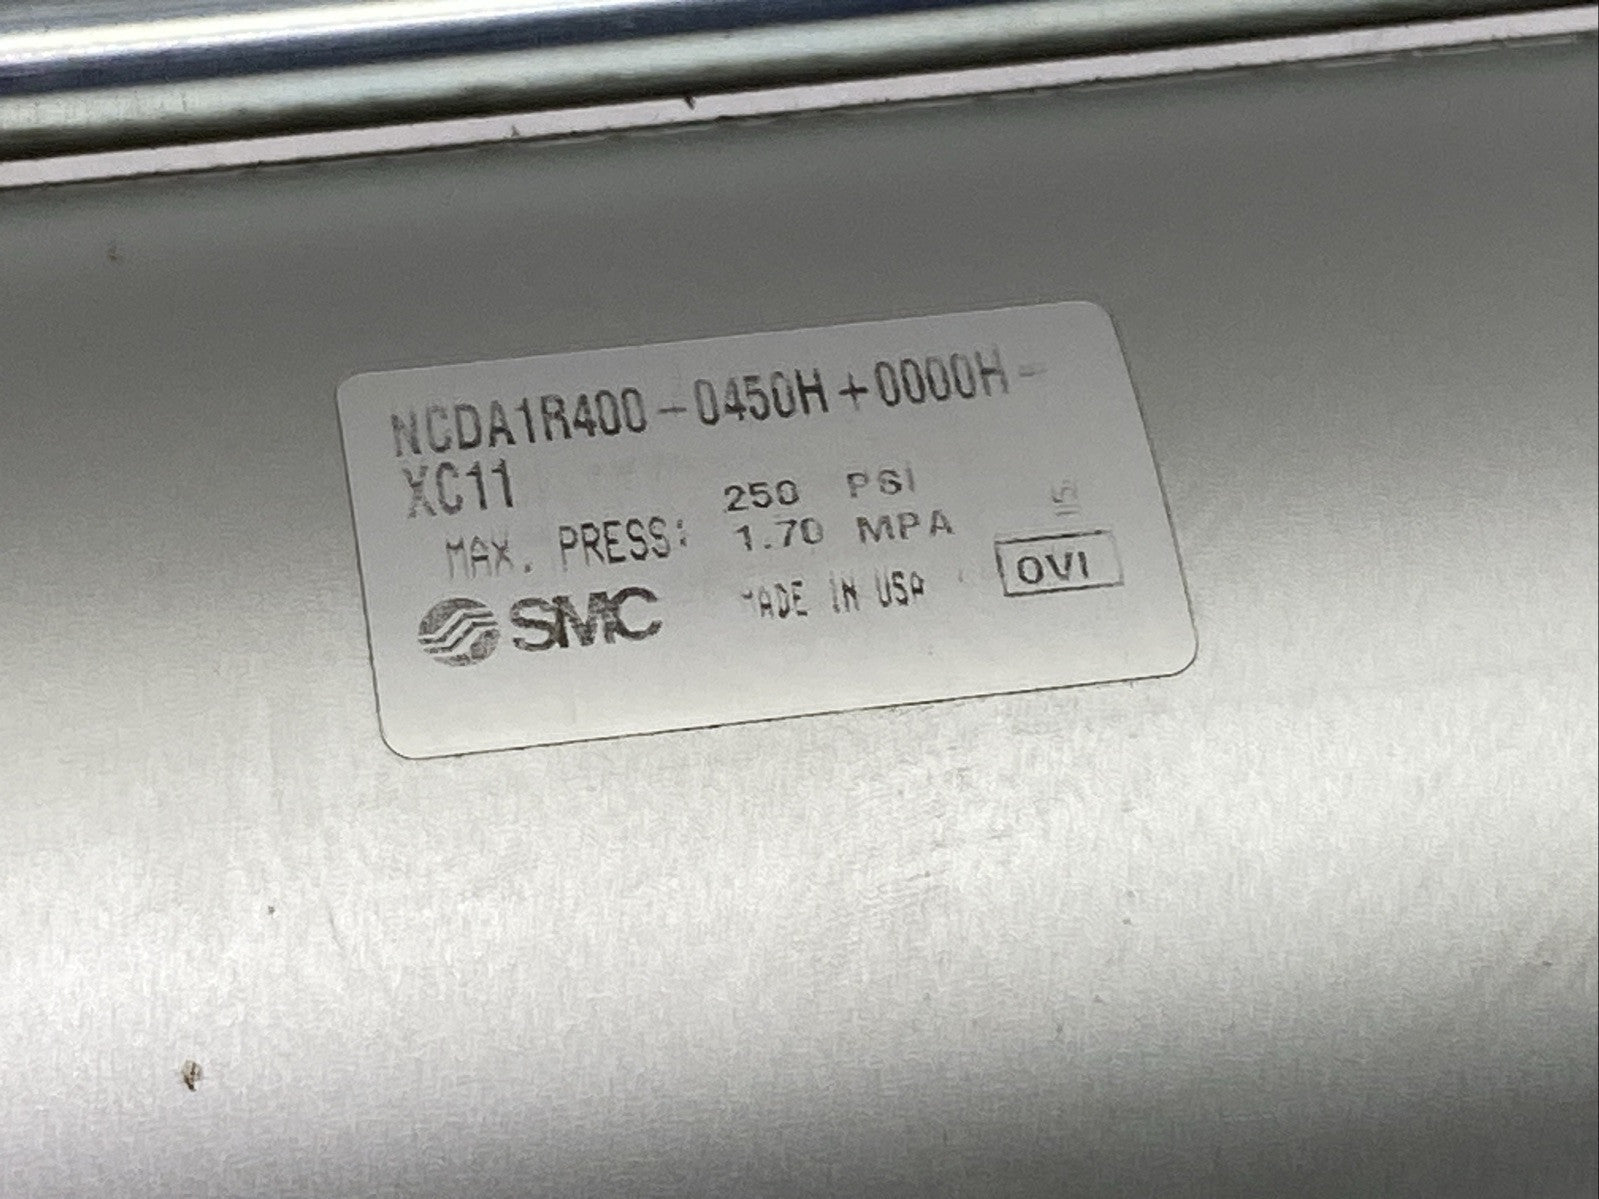 NCDA1R400-0450H+0000H-
XC11
MAX. PRESS: 250 PSI
1.70 MPA
SMC MADE IN USA
OVI